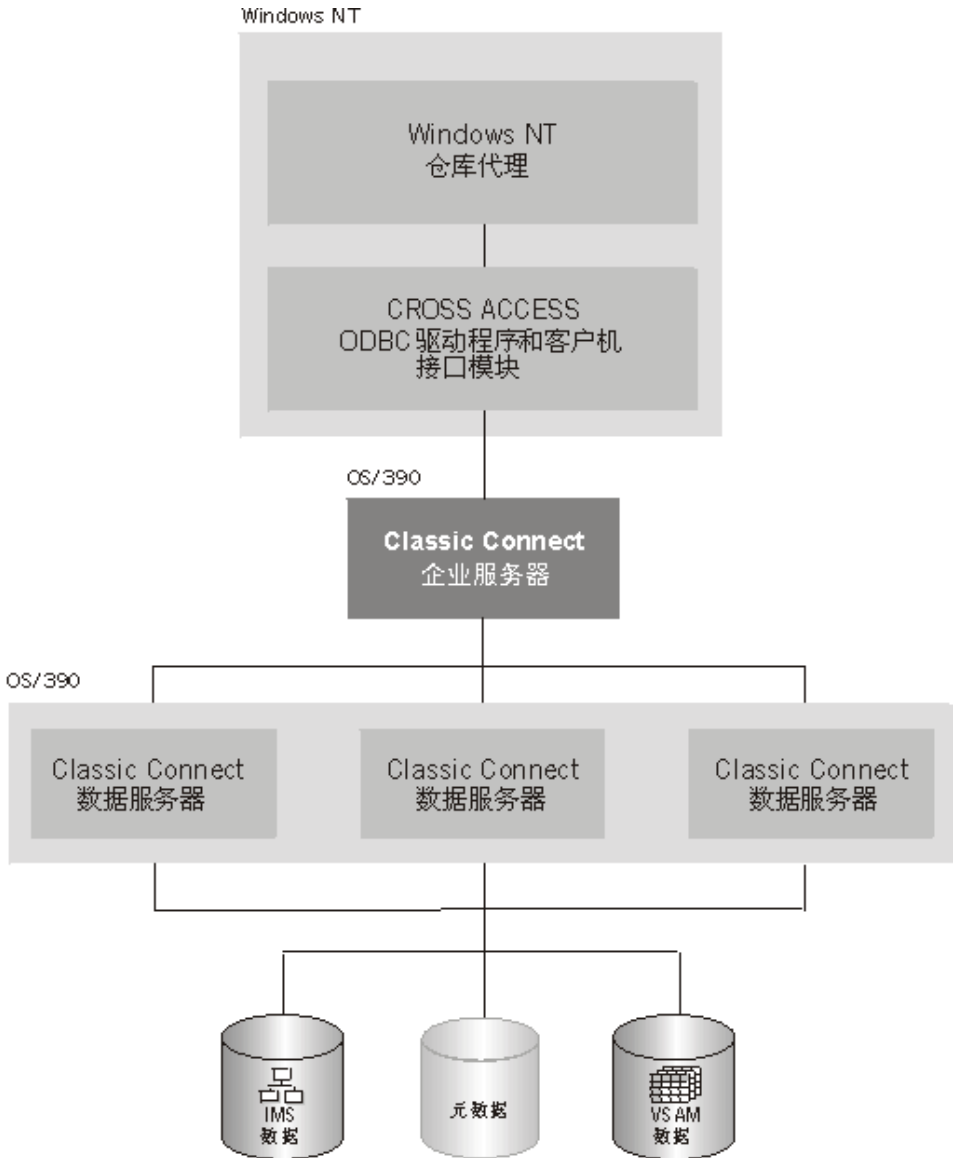 Windows NT
Windows NT
仓库代理
CROSS ACCESS
ODBC 驱动程序和客户机
接口模块
OS/390
Classic Connect
企业服务器
OS/390
Classic Connect
数据服务器
Classic Connect
数据服务器
Classic Connect
数据服务器
IMS
数据
元数据
VSAM
数据